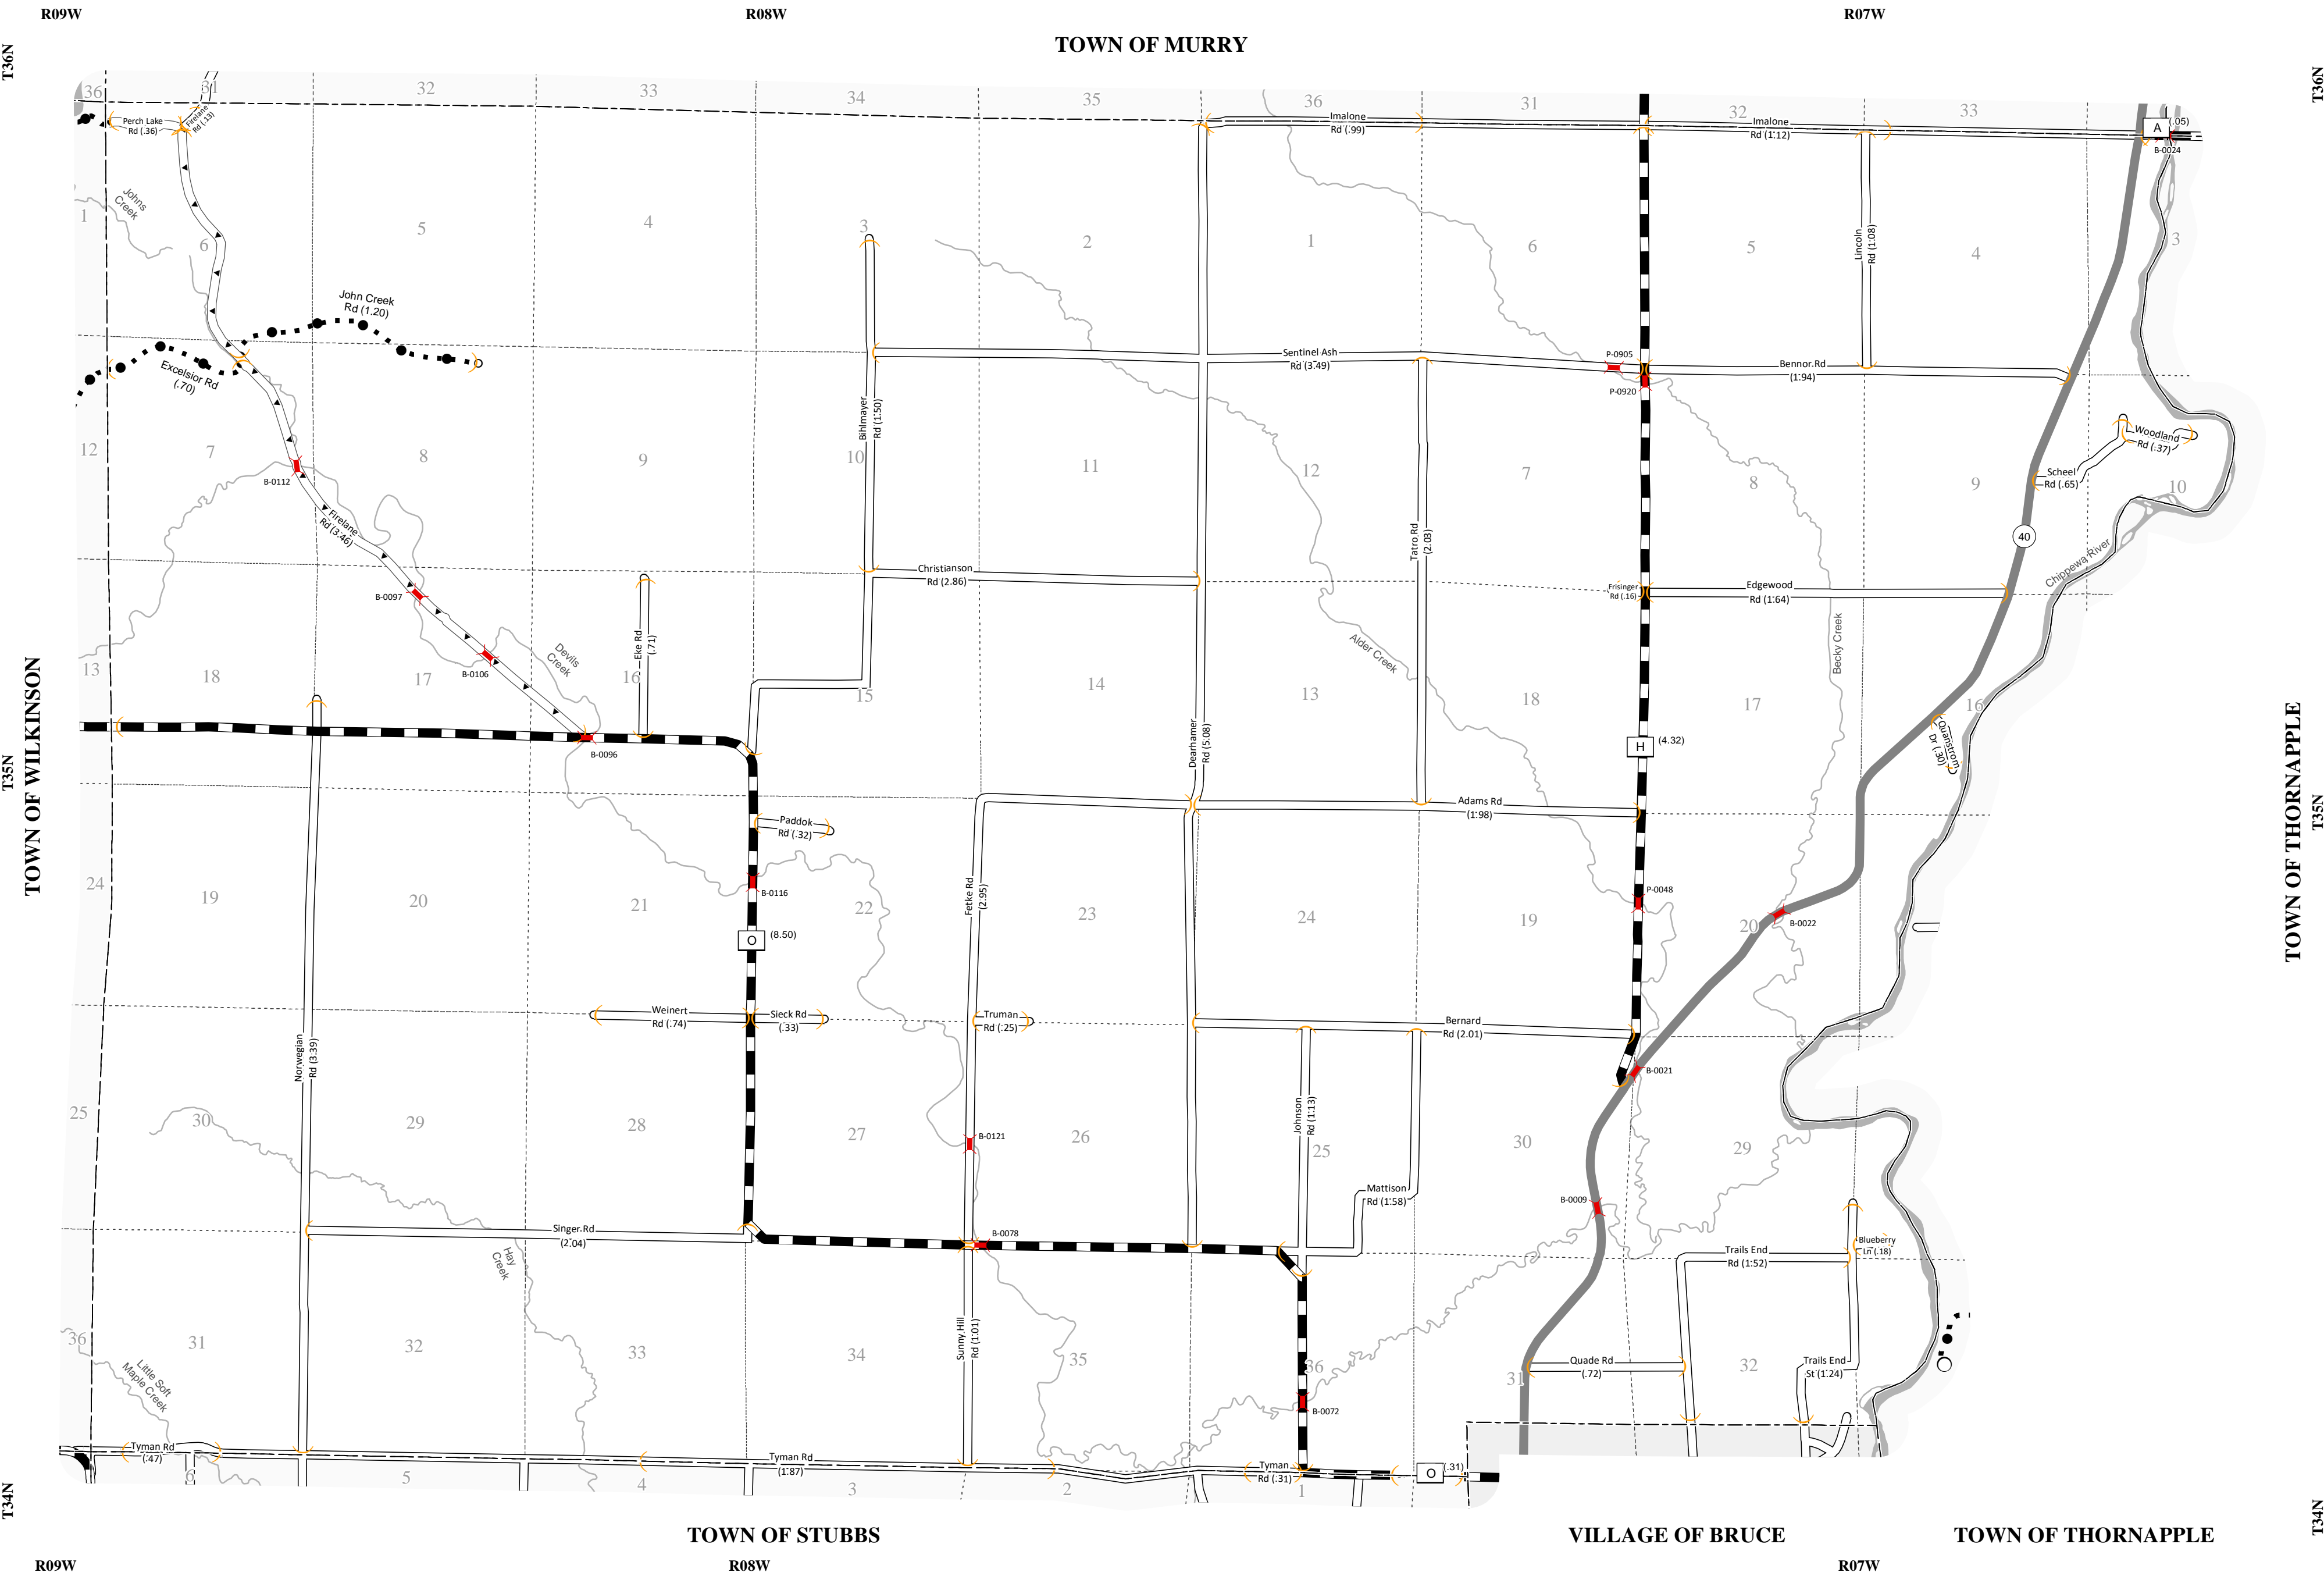 R09W
R08W
R07W
TOWN OF MURRY
T36N
T36N
36
31
32
33
34
35
36
31
32
33
Perch Lake
Rd (.36)
Firelane
Rd (.13)
Imalone
Rd (.99)
Imalone
Rd (1.12)
A
(.05)
B-0024
Johns
Creek
1
6
5
4
3
2
1
6
5
4
3
Lincoln
Rd (1.08)
John Creek
Rd (1.20)
Excelsior Rd
(.70)
Sentinel Ash
Rd (3.49)
P-0905
P-0920
Bennor Rd
(1.94)
Bihlmayer
Rd (1.50)
Woodland
Rd (.37)
Scheel
Rd (.65)
12
7
8
9
10
11
12
7
8
9
10
B-0112
Firelane
Rd (3.46)
Tatro Rd
(2.03)
40
Chippewa River
Christianson
Rd (2.86)
Frisinger
Rd (.16)
Edgewood
Rd (1.64)
B-0097
B-0106
Devils
Creek
Eke Rd
(.71)
Alder Creek
Becky Creek
13
18
17
16
15
14
13
18
17
16
TOWN OF WILKINSON
TOWN OF THORNAPPLE
T35N
T35N
B-0096
Dearhamer
Rd (5.08)
H
(4.32)
Quanstrom
Dr (.30)
Paddok
Rd (.32)
Adams Rd
(1.98)
B-0116
Fetke Rd
(2.95)
P-0048
B-0022
24
19
20
21
22
23
24
19
20
O
(8.50)
Weinert
Rd (.74)
Sieck Rd
(.33)
Truman
Rd (.25)
Bernard
Rd (2.01)
Norwegian
Rd (3.39)
B-0021
25
30
29
28
27
26
25
30
29
B-0121
Johnson
Rd (1.13)
Mattison
Rd (1.58)
B-0009
Singer Rd
(2.04)
B-0078
Hay
Creek
Trails End
Rd (1.52)
Blueberry
Ln (.18)
Sunny Hill
Rd (1.01)
36
31
32
33
34
35
36
31
32
Little Soft
Maple Creek
Quade Rd
(.72)
Trails End
St (1.24)
B-0072
Tyman Rd
(.47)
Tyman Rd
(1.87)
Tyman
Rd (.31)
O
(.31)
6
5
4
3
2
1
T34N
T34N
TOWN OF STUBBS
VILLAGE OF BRUCE
TOWN OF THORNAPPLE
R09W
R08W
R07W